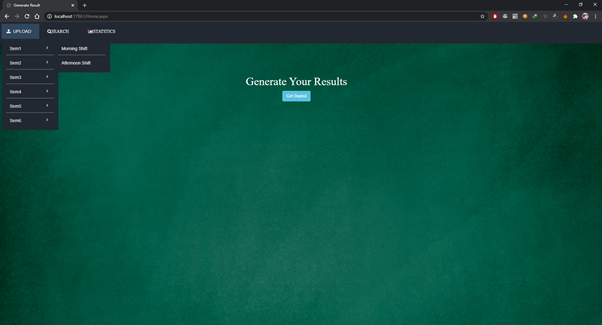 Generate Result
localhost:17861/Home.aspx
UPLOAD
SEARCH
STATISTICS
Sem1
Morning Shift
Sem2
Afternoon Shift
Sem3
Sem4
Sem5
Sem6
Generate Your Results
Get Started